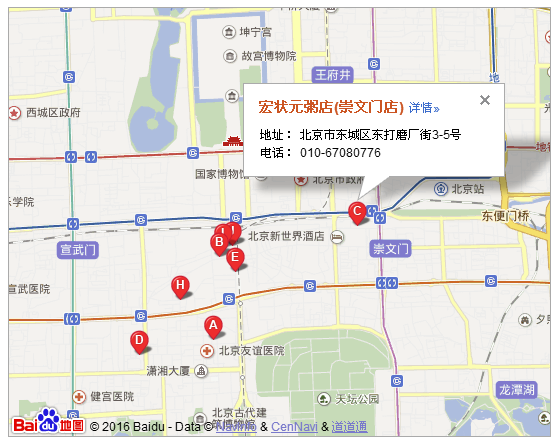 坤宁宫
故宫博物院
王府井
西城区政府
宏状元粥店(崇文门店) 详情»
地址： 北京市东城区东打磨厂街3-5号
电话： 010-67080776
国家博物馆
北京市政府
北京站
乐学院
C
东便门桥
宣武门
B
北京新世界酒店
崇文门
E
H
宣武医院
A
D
北京友谊医院
潇湘大厦
龙潭湖
健宫医院
天坛公园
北京古代建
筑博物馆
Bai du 地图
© 2016 Baidu - Data © NavInfo & CenNavi & 道道通